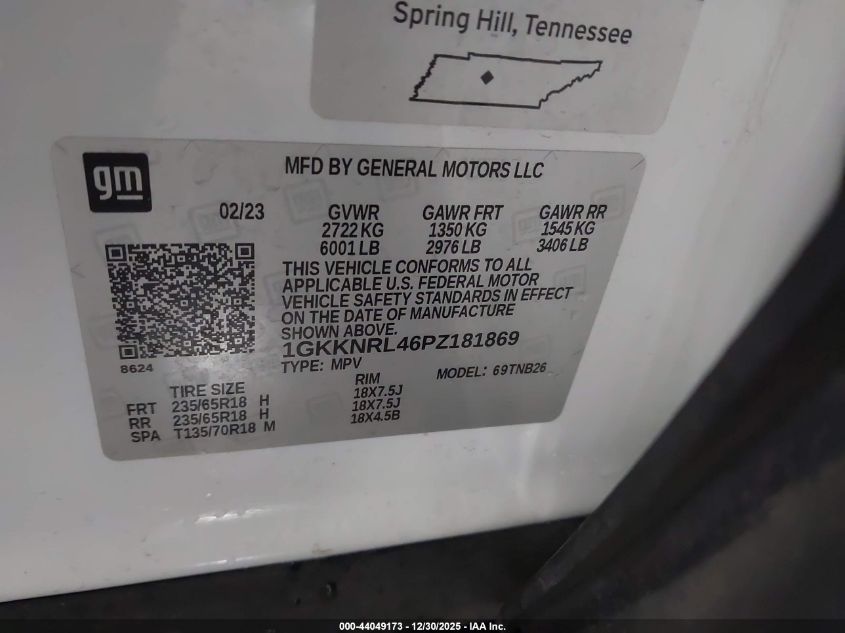 Spring Hill, Tennessee
gm
MFD BY GENERAL MOTORS LLC
02/23 GVWR GAWR FRT GAWR RR
2722 KG 1350 KG 1545 KG
6001 LB 2976 LB 3406 LB
THIS VEHICLE CONFORMS TO ALL
APPLICABLE U.S. FEDERAL MOTOR
VEHICLE SAFETY STANDARDS IN EFFECT
ON THE DATE OF MANUFACTURE
SHOWN ABOVE.
1GKKNRL46PZ181869
8624
TYPE: MPV MODEL: 69TNB26
TIRE SIZE RIM
FRT 235/65R18 H 18X7.5J
RR 235/65R18 H 18X7.5J
SPA T135/70R18 M 18X4.5B
000-44049173 - 12/30/2025 - IAA Inc.